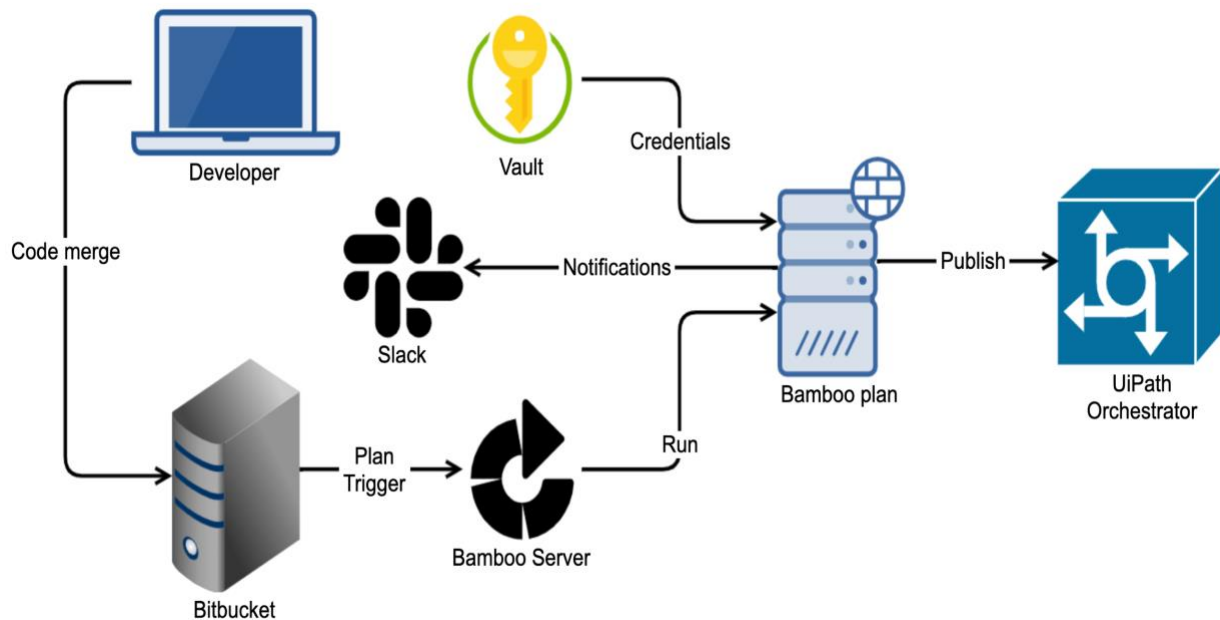 Developer
Vault
Credentials
Code merge
Notifications
Publish
Slack
Bamboo plan
UiPath
Orchestrator
Plan
Trigger
Run
Bamboo Server
Bitbucket